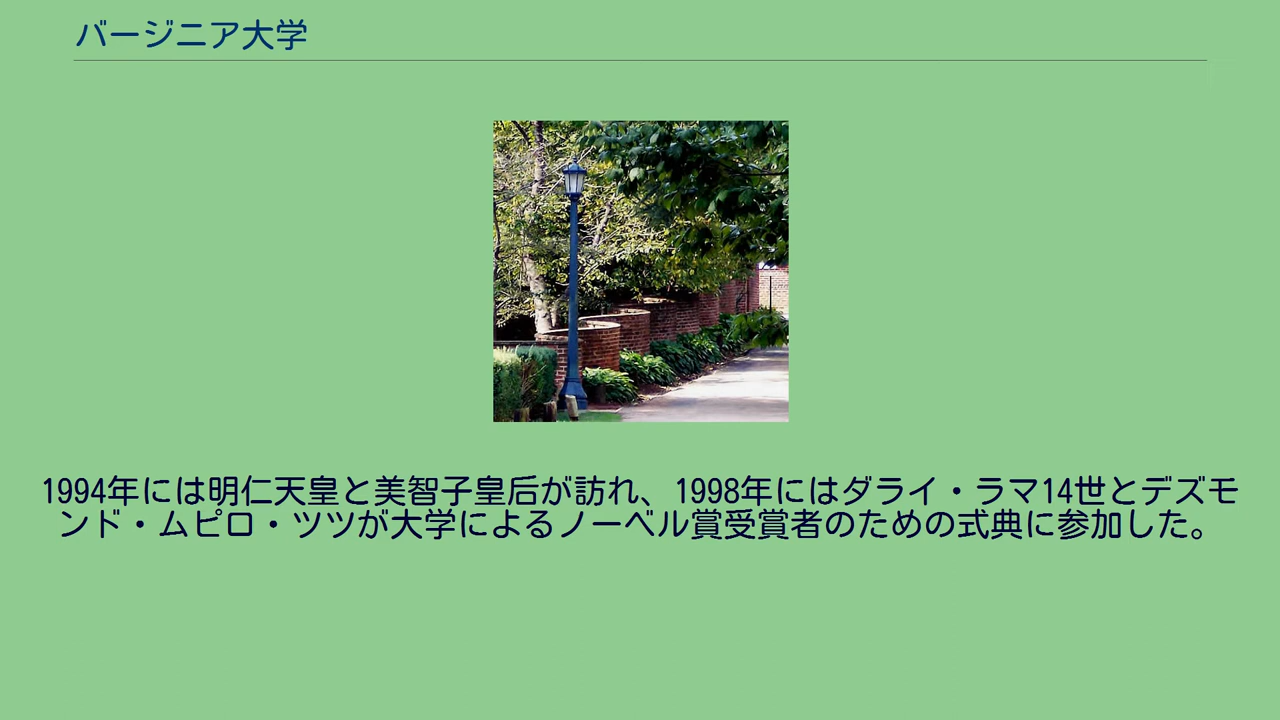 バージニア大学
1994年には明仁天皇と美智子皇后が訪れ、1998年にはダライ・ラマ14世とデズモ
ンド・ムピロ・ツツが大学によるノーベル賞受賞者のための式典に参加した。